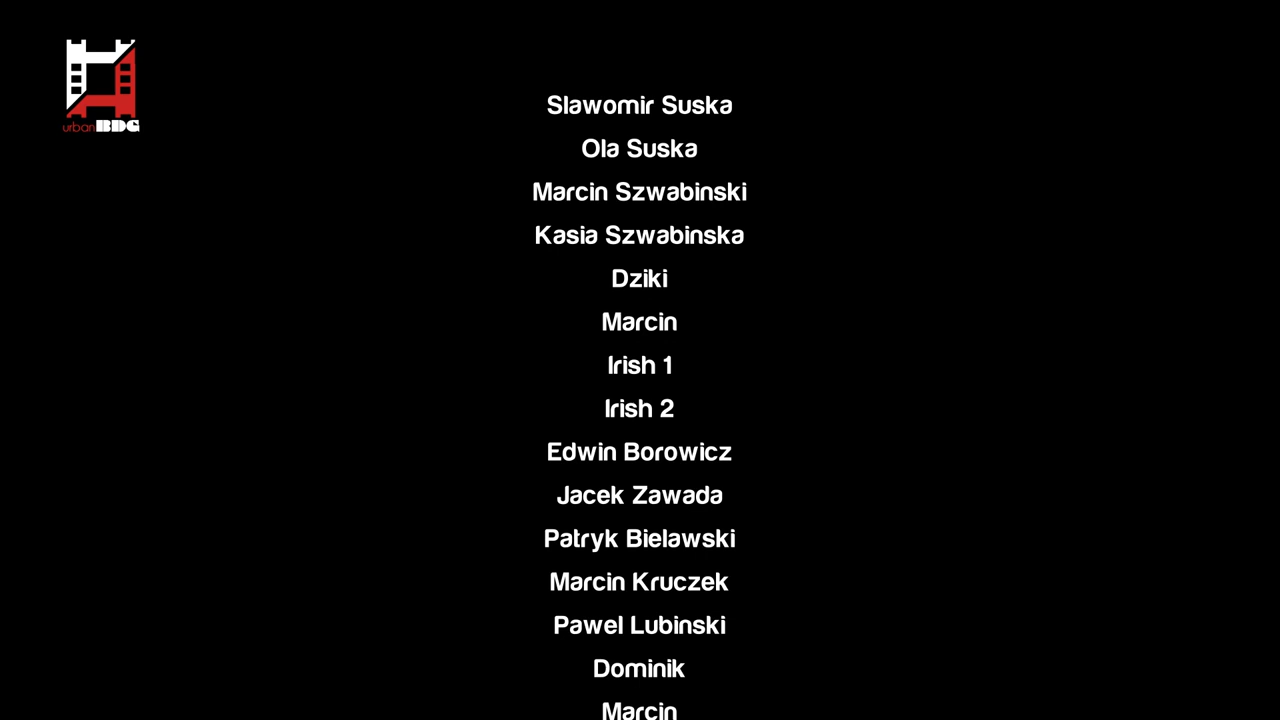 urbanBDG
Slawomir Suska
Ola Suska
Marcin Szwabinski
Kasia Szwabinska
Dziki
Marcin
Irish 1
Irish 2
Edwin Borowicz
Jacek Zawada
Patryk Bielawski
Marcin Kruczek
Pawel Lubinski
Dominik
Marcin